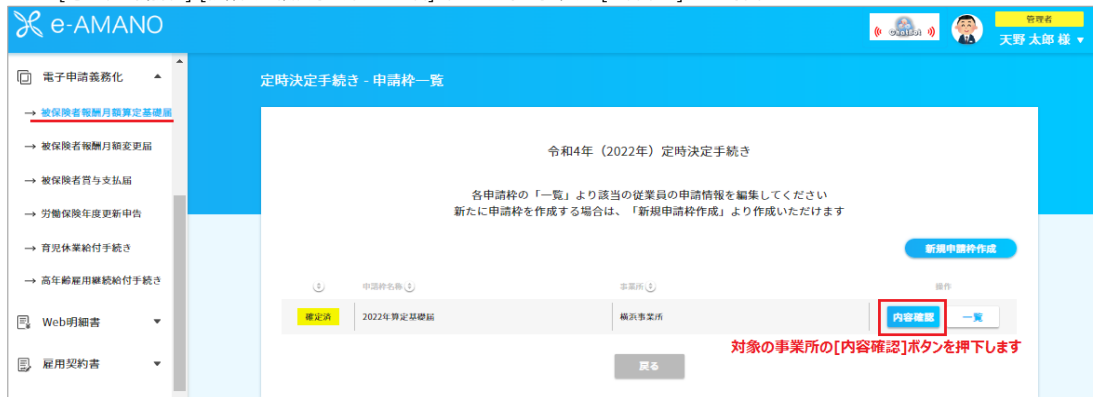 e-AMANO
管理者
天野 太郎 様 ▼
電子申請義務化 ▲
→ 被保険者報酬月額算定基礎届
→ 被保険者報酬月額変更届
→ 被保険者賞与支払届
→ 労働保険年度更新申告
→ 育児休業給付手続き
→ 高年齢雇用継続給付手続き
Web明細書 ▼
雇用契約書 ▼
定時決定手続き - 申請枠一覧
令和4年（2022年）定時決定手続き
各申請枠の「一覧」より該当の従業員の申請情報を編集してください
新たに申請枠を作成する場合は、「新規申請枠作成」より作成いただけます
新規申請枠作成
申請枠名称 事業所 操作
確定済 2022年算定基礎届 横浜事業所 内容確認 一覧
対象の事業所の[内容確認]ボタンを押下します
戻る